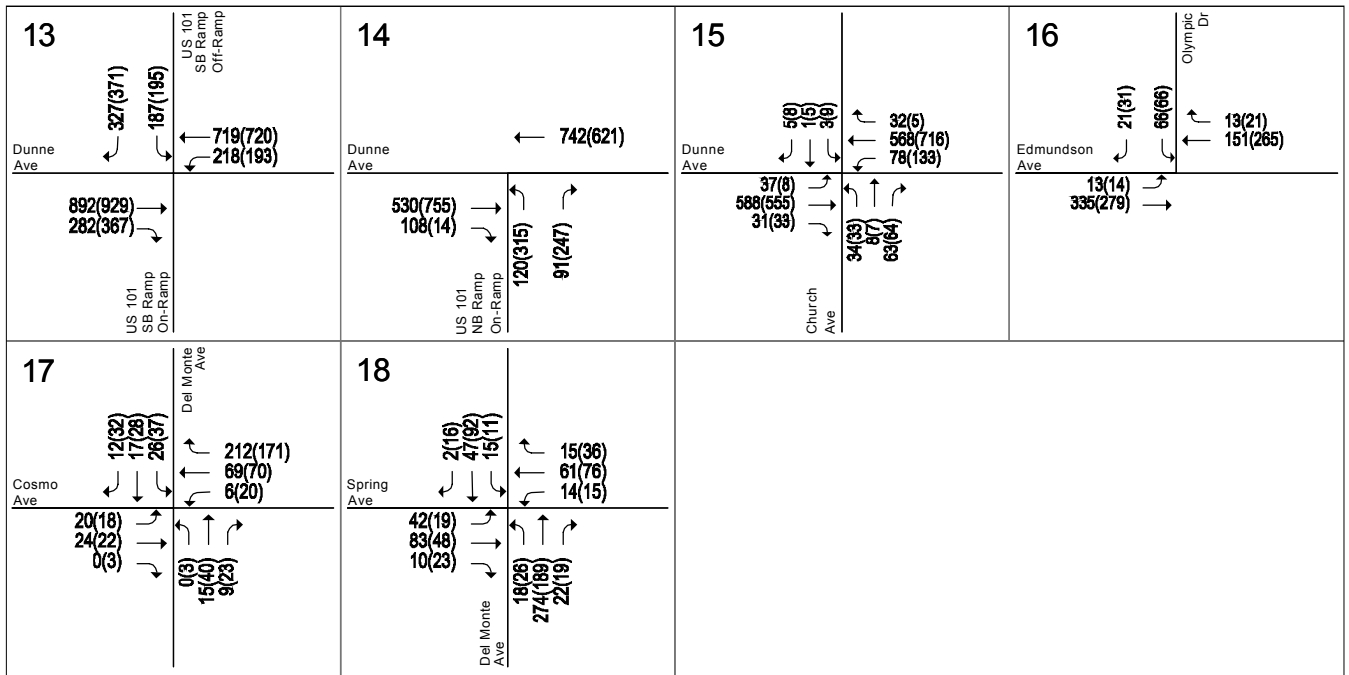 13
US 101
SB Ramp
Off-Ramp
327(371)
187(195)
719(720)
218(193)
Dunne
Ave
892(929)
282(367)
US 101
SB Ramp
On-Ramp
14
742(621)
Dunne
Ave
530(755)
108(14)
120(315)
91(247)
US 101
NB Ramp
On-Ramp
15
5(8)
1(5)
3(9)
32(5)
568(716)
78(133)
Dunne
Ave
37(8)
588(555)
31(33)
34(33)
8(7)
63(64)
Church
Ave
16
Olympic
Dr
21(31)
66(66)
13(21)
151(265)
Edmundson
Ave
13(14)
335(279)
17
Del Monte
Ave
12(32)
17(28)
26(37)
212(171)
69(70)
6(20)
Cosmo
Ave
20(18)
24(22)
0(3)
0(3)
15(40)
9(23)
18
2(16)
47(92)
15(11)
15(36)
61(76)
14(15)
Spring
Ave
42(19)
83(48)
10(23)
18(26)
274(189)
22(19)
Del Monte
Ave